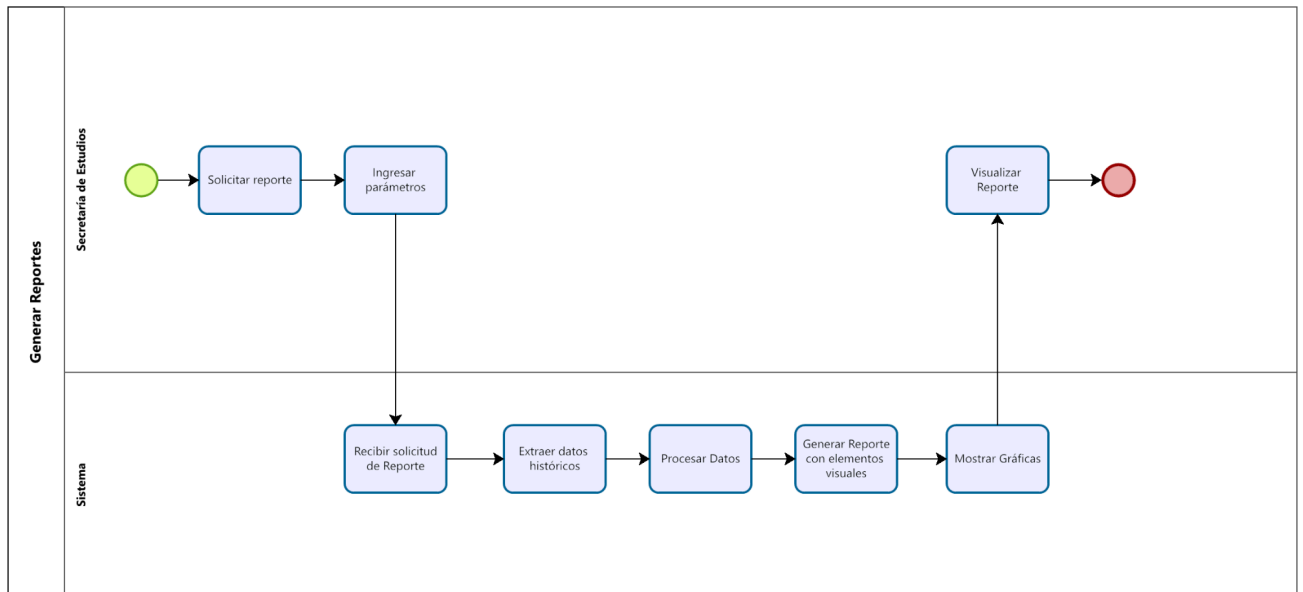 Generar Reportes
Secretaría de Estudios
Solicitar reporte
Ingresar
parámetros
Visualizar
Reporte
Sistema
Recibir solicitud
de Reporte
Extraer datos
históricos
Procesar Datos
Generar Reporte
con elementos
visuales
Mostrar Gráficas